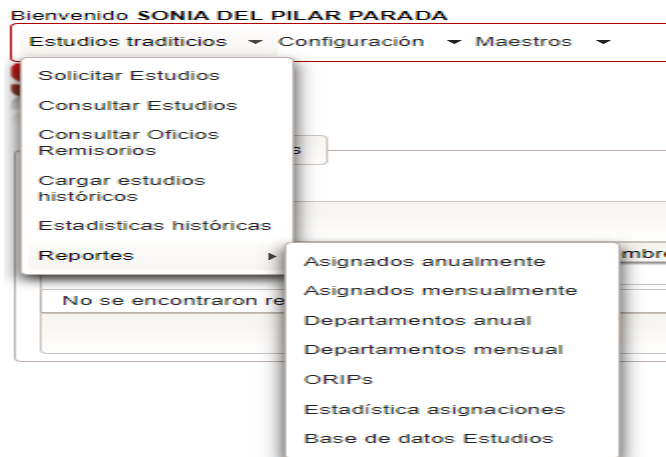 Bienvenido SONIA DEL PILAR PARADA
Estudios traditicios Configuración Maestros
Solicitar Estudios
Consultar Estudios
Consultar Oficios
Remisorios
Cargar estudios
históricos
Estadisticas históricas
Reportes
Asignados anualmente
No se encontraron re
Asignados mensualmente
Departamentos anual
Departamentos mensual
ORIPs
Estadística asignaciones
Base de datos Estudios